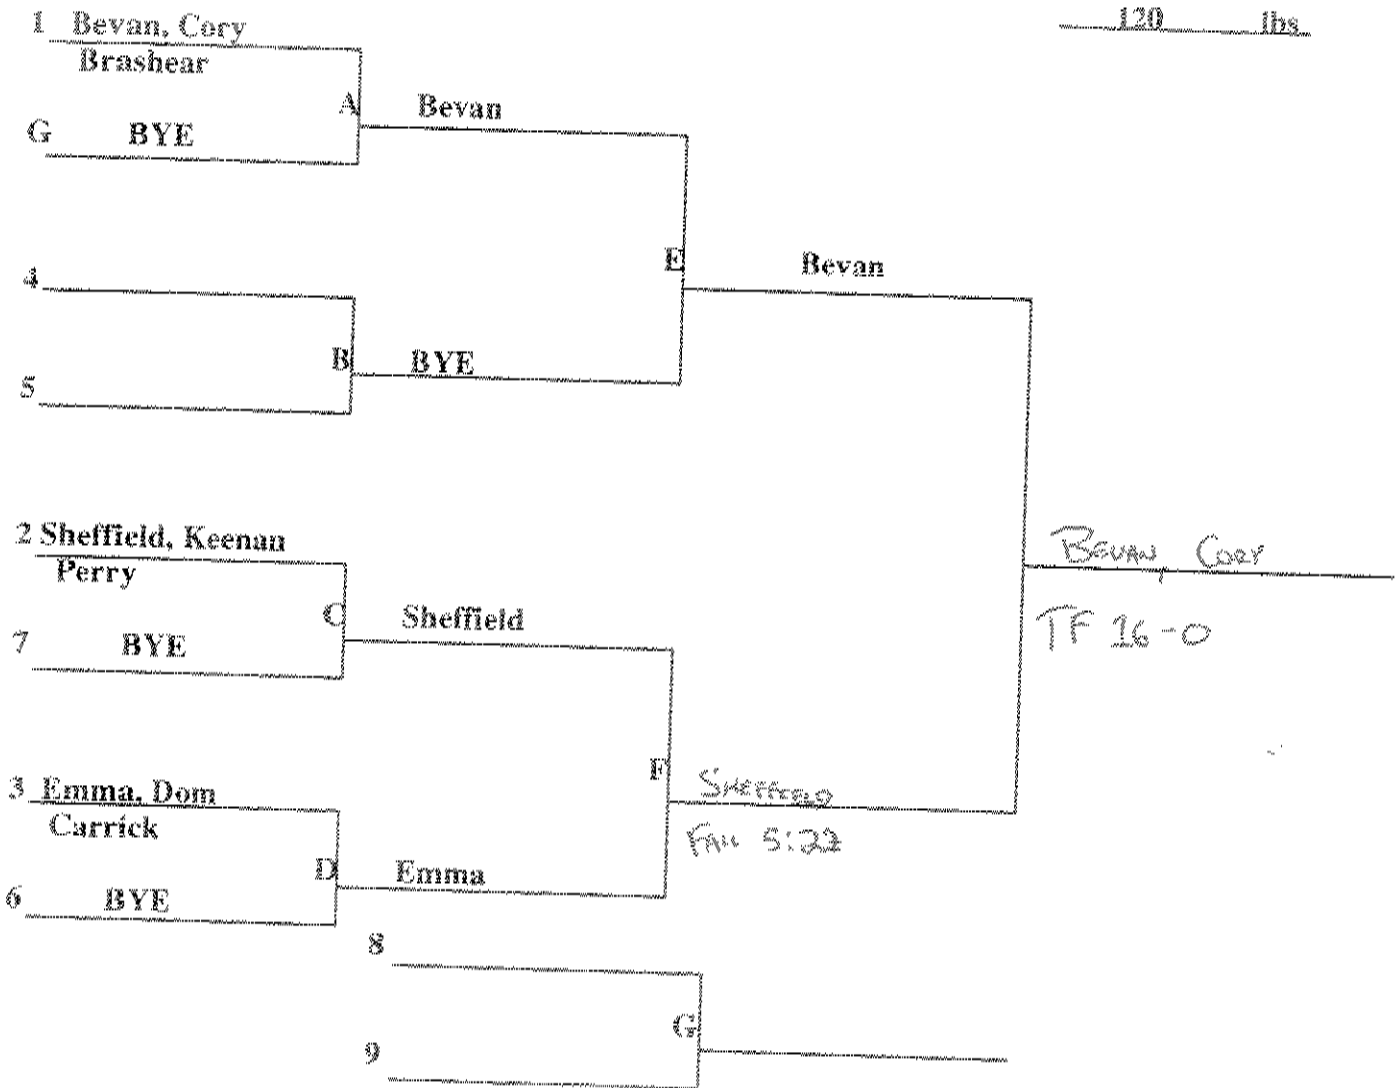 120 lbs
1 Bevan, Cory
Brashear
A Bevan
G BYE
E Bevan
4
B BYE
5
2 Sheffield, Keenan
Perry
Bevan, Cory
TF 16-0
C Sheffield
7 BYE
3 Emma, Dom
Carrick
F Sheffield
Fall 5:22
D Emma
6 BYE
8
G
9